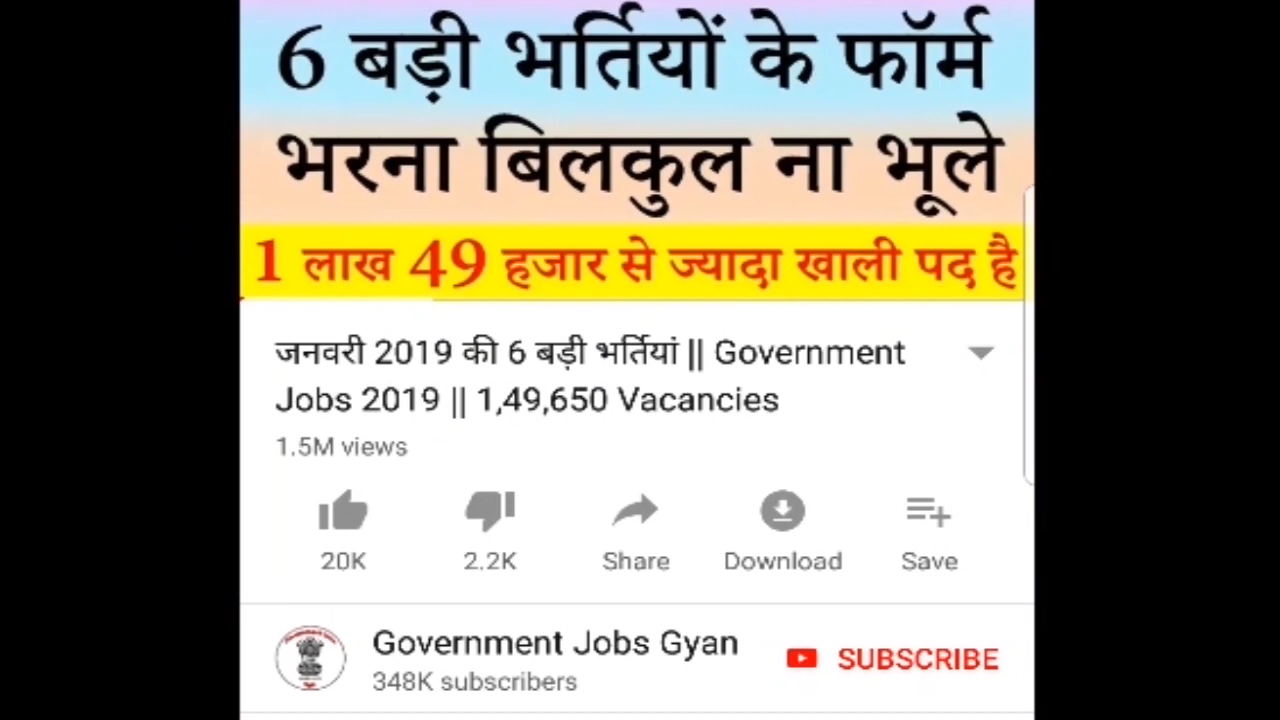 6 बड़ी भर्तियों के फॉर्म
भरना बिलकुल ना भूले
1 लाख 49 हजार से ज्यादा खाली पद है
जनवरी 2019 की 6 बड़ी भर्तियां || Government
Jobs 2019 || 1,49,650 Vacancies
1.5M views
20K 2.2K Share Download Save
Government Jobs Gyan
348K subscribers
SUBSCRIBE